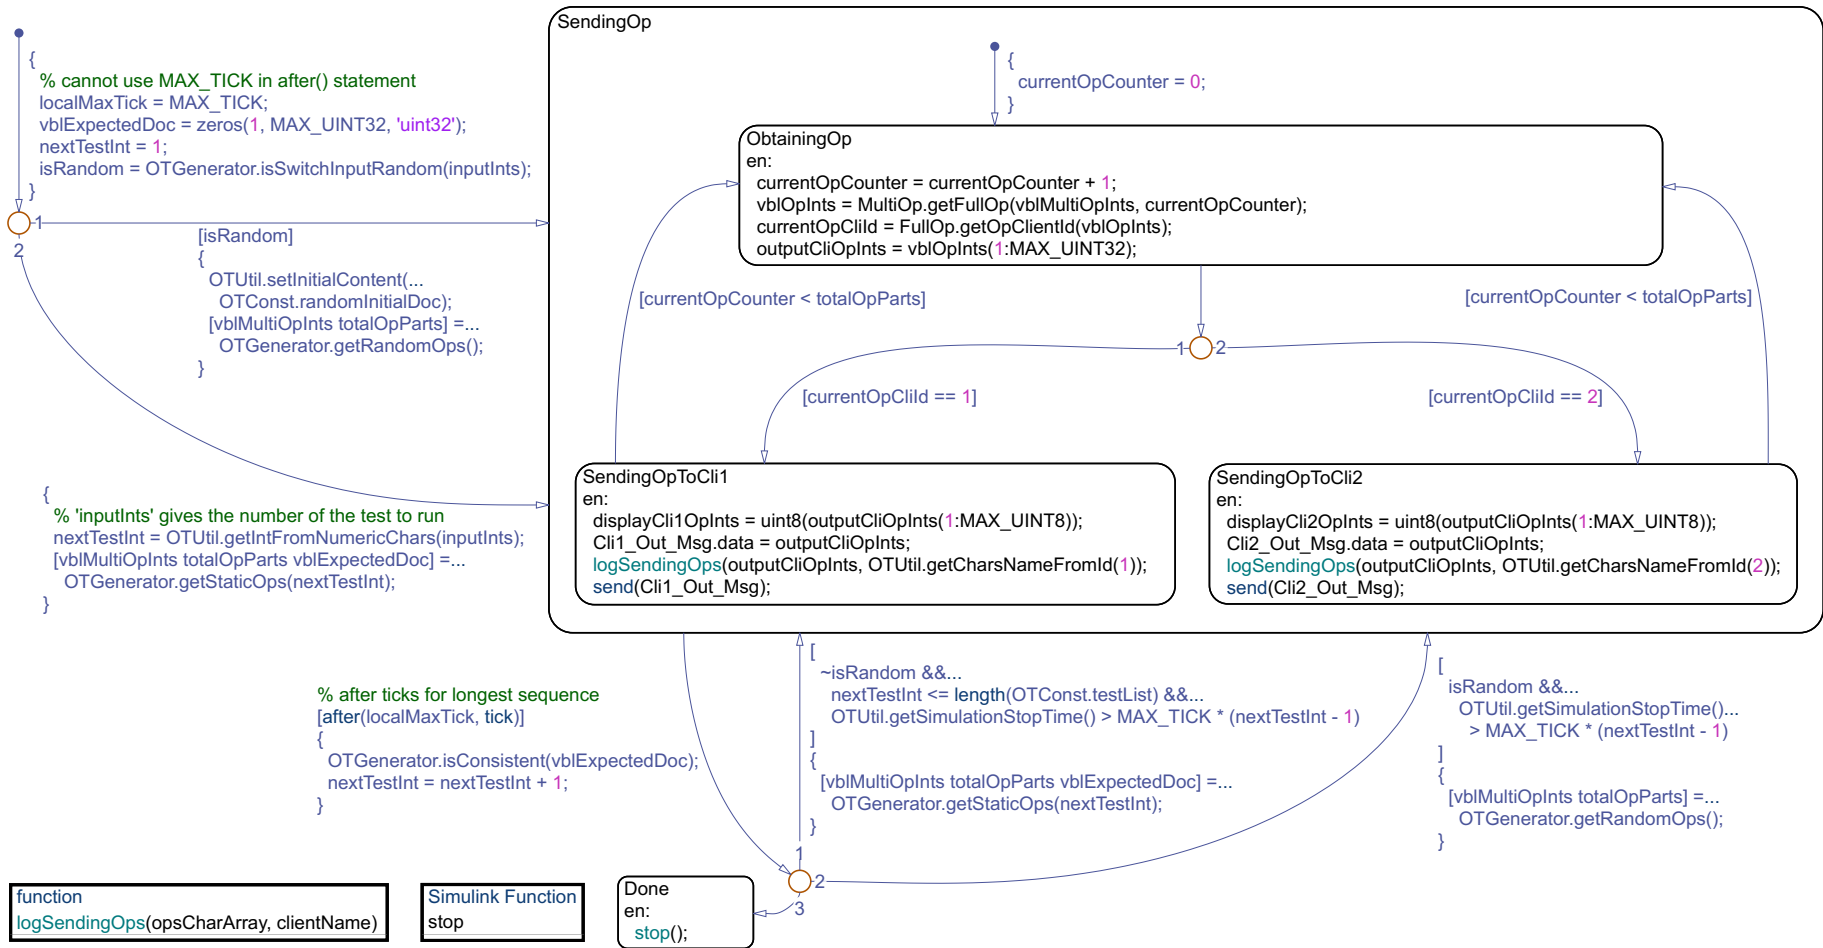 SendingOp
{
% cannot use MAX_TICK in after() statement
localMaxTick = MAX_TICK;
vblExpectedDoc = zeros(1, MAX_UINT32, 'uint32');
nextTestInt = 1;
isRandom = OTGenerator.isSwitchInputRandom(inputInts);
}
1
2
[isRandom]
{
OTUtil.setInitialContent(...
OTConst.randomInitialDoc);
[vblMultiOpInts totalOpParts] =...
OTGenerator.getRandomOps();
}
{
% 'inputInts' gives the number of the test to run
nextTestInt = OTUtil.getIntFromNumericChars(inputInts);
[vblMultiOpInts totalOpParts vblExpectedDoc] =...
OTGenerator.getStaticOps(nextTestInt);
}
{
currentOpCounter = 0;
}
ObtainingOp
en:
currentOpCounter = currentOpCounter + 1;
vblOpInts = MultiOp.getFullOp(vblMultiOpInts, currentOpCounter);
currentOpCliId = FullOp.getOpClientId(vblOpInts);
outputCliOpInts = vblOpInts(1:MAX_UINT32);
[currentOpCounter < totalOpParts]
[currentOpCounter < totalOpParts]
1
2
[currentOpCliId == 1]
[currentOpCliId == 2]
SendingOpToCli1
en:
displayCli1OpInts = uint8(outputCliOpInts(1:MAX_UINT8));
Cli1_Out_Msg.data = outputCliOpInts;
logSendingOps(outputCliOpInts, OTUtil.getCharsNameFromId(1));
send(Cli1_Out_Msg);
SendingOpToCli2
en:
displayCli2OpInts = uint8(outputCliOpInts(1:MAX_UINT8));
Cli2_Out_Msg.data = outputCliOpInts;
logSendingOps(outputCliOpInts, OTUtil.getCharsNameFromId(2));
send(Cli2_Out_Msg);
% after ticks for longest sequence
[after(localMaxTick, tick)]
{
OTGenerator.isConsistent(vblExpectedDoc);
nextTestInt = nextTestInt + 1;
}
[
~isRandom &&...
nextTestInt <= length(OTConst.testList) &&...
OTUtil.getSimulationStopTime() > MAX_TICK * (nextTestInt - 1)
]
{
[vblMultiOpInts totalOpParts vblExpectedDoc] =...
OTGenerator.getStaticOps(nextTestInt);
}
[
isRandom &&...
OTUtil.getSimulationStopTime()...
> MAX_TICK * (nextTestInt - 1)
]
{
[vblMultiOpInts totalOpParts] =...
OTGenerator.getRandomOps();
}
1
2
3
function
logSendingOps(opsCharArray, clientName)
Simulink Function
stop
Done
en:
stop();